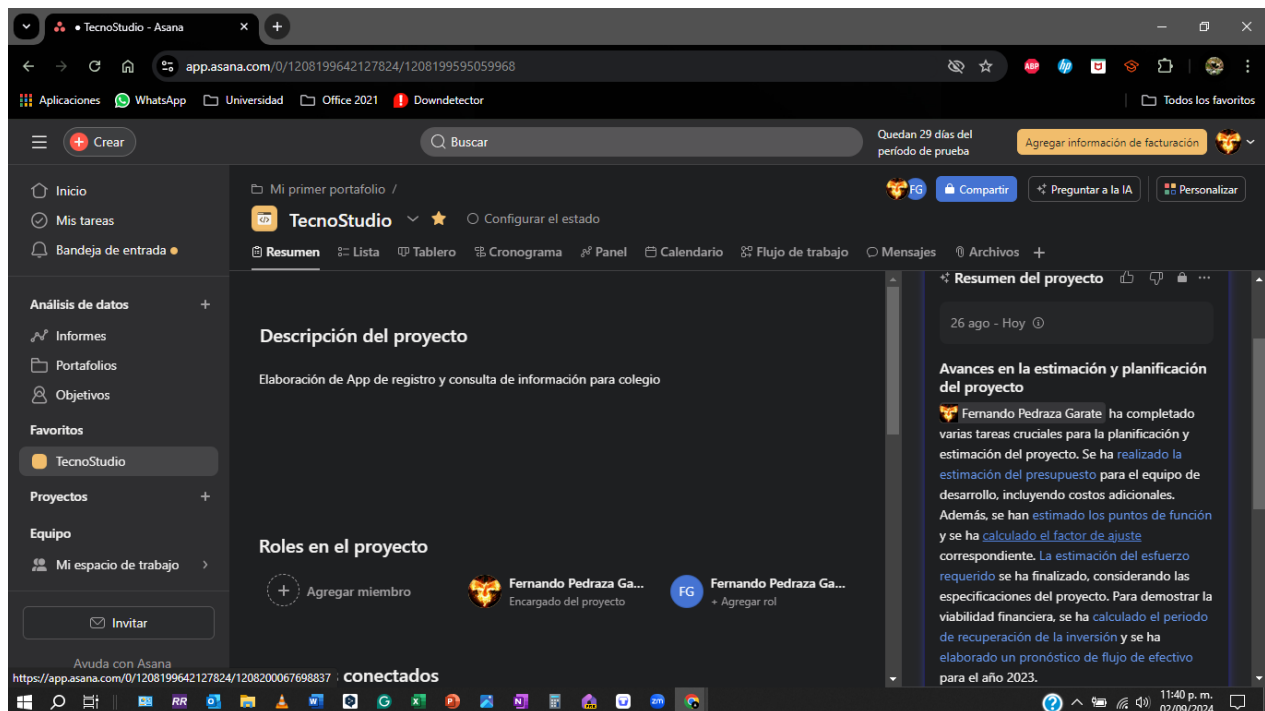 TecnoStudio - Asana
app.asana.com/0/1208199642127824/1208199595059968
Aplicaciones WhatsApp Universidad Office 2021 Downdetector Todos los favoritos
Crear
Buscar
Quedan 29 días del
período de prueba
Agregar información de facturación
Inicio
Mis tareas
Bandeja de entrada
Análisis de datos
Informes
Portafolios
Objetivos
Favoritos
TecnoStudio
Proyectos
Equipo
Mi espacio de trabajo
Invitar
Ayuda con Asana
https://app.asana.com/0/1208199642127824/1208200067698837
Mi primer portafolio /
TecnoStudio
Configurar el estado
FG
Compartir
Preguntar a la IA
Personalizar
Resumen Lista Tablero Cronograma Panel Calendario Flujo de trabajo Mensajes Archivos
Descripción del proyecto
Elaboración de App de registro y consulta de información para colegio
Roles en el proyecto
Agregar miembro
Fernando Pedraza Ga...
Encargado del proyecto
FG
Fernando Pedraza Ga...
+ Agregar rol
conectados
Resumen del proyecto
26 ago - Hoy
Avances en la estimación y planificación
del proyecto
Fernando Pedraza Garate ha completado
varias tareas cruciales para la planificación y
estimación del proyecto. Se ha realizado la
estimación del presupuesto para el equipo de
desarrollo, incluyendo costos adicionales.
Además, se han estimado los puntos de función
y se ha calculado el factor de ajuste
correspondiente. La estimación del esfuerzo
requerido se ha finalizado, considerando las
especificaciones del proyecto. Para demostrar la
viabilidad financiera, se ha calculado el periodo
de recuperación de la inversión y se ha
elaborado un pronóstico de flujo de efectivo
para el año 2023.
11:40 p. m.
02/09/2024